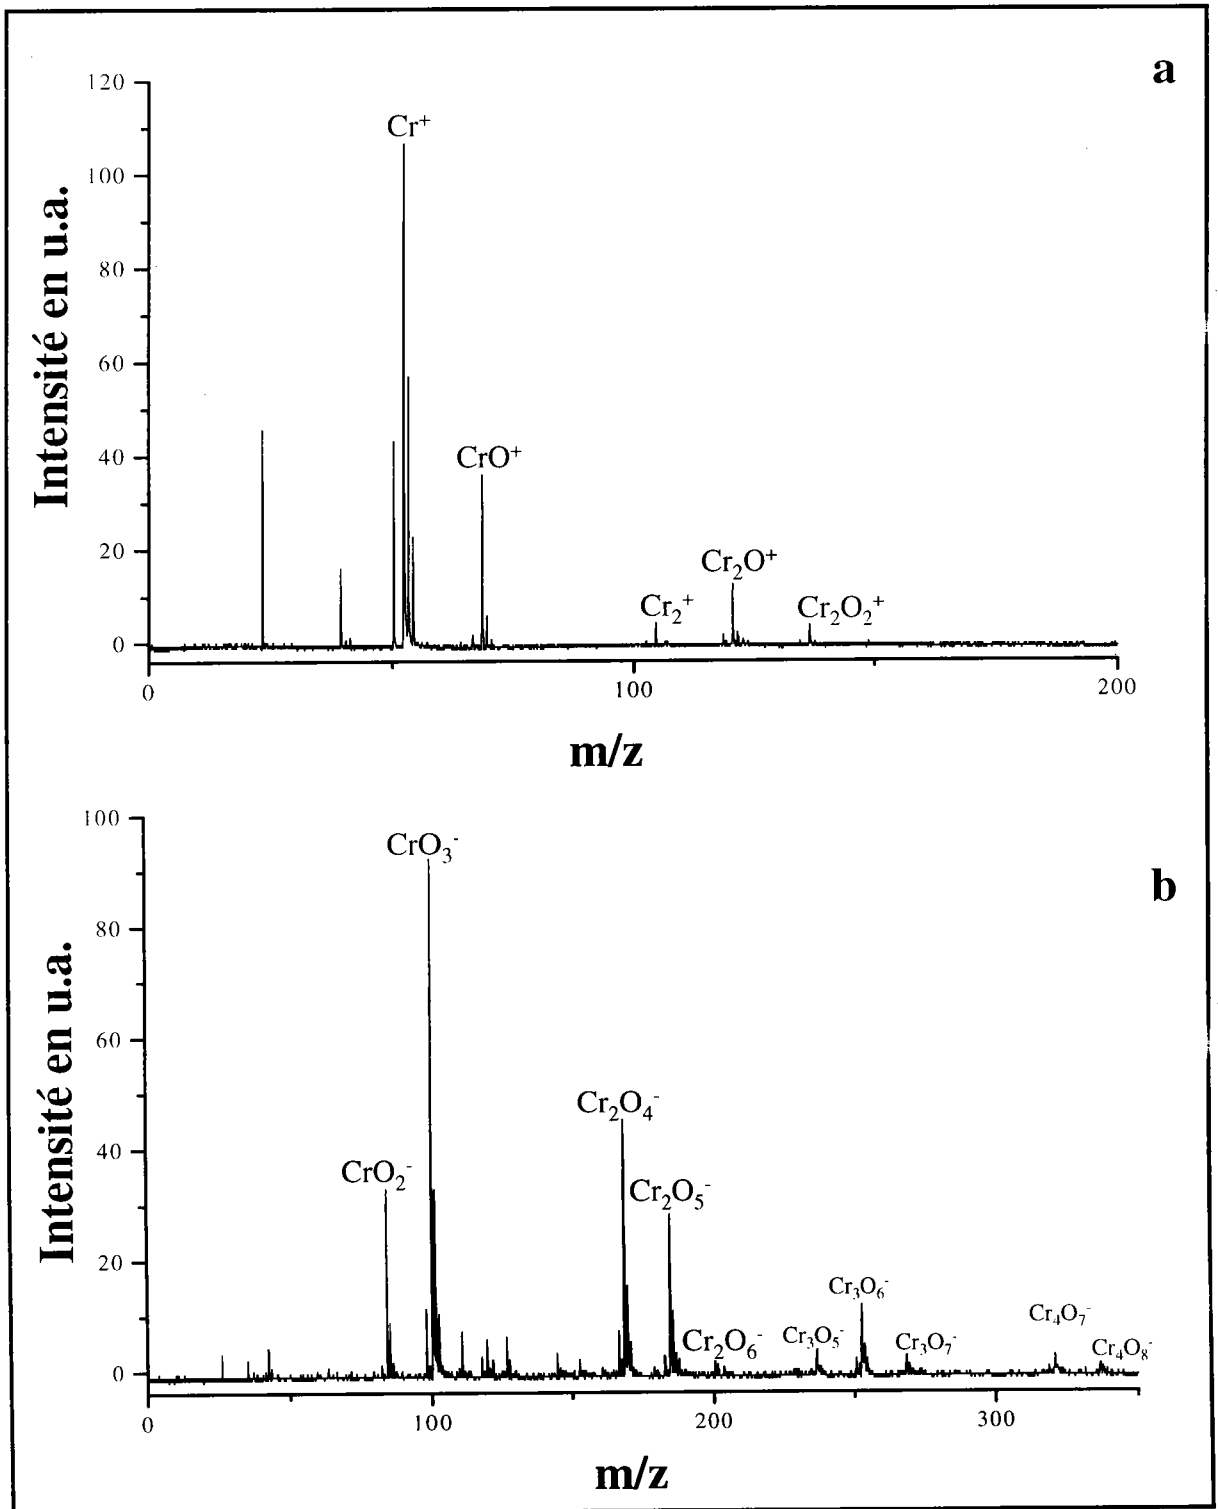 a
120
Cr⁺
100
80
60
40
CrO⁺
20
Cr₂⁺
Cr₂O⁺
Cr₂O₂⁺
0
0 100 200
m/z
Intensité en u.a.
b
100
CrO₃⁻
80
60
Cr₂O₄⁻
40
CrO₂⁻
Cr₂O₅⁻
20
Cr₂O₆⁻
Cr₃O₅⁻
Cr₃O₆⁻
Cr₃O₇⁻
Cr₄O₇⁻
Cr₄O₈⁻
0
0 100 200 300
m/z
Intensité en u.a.